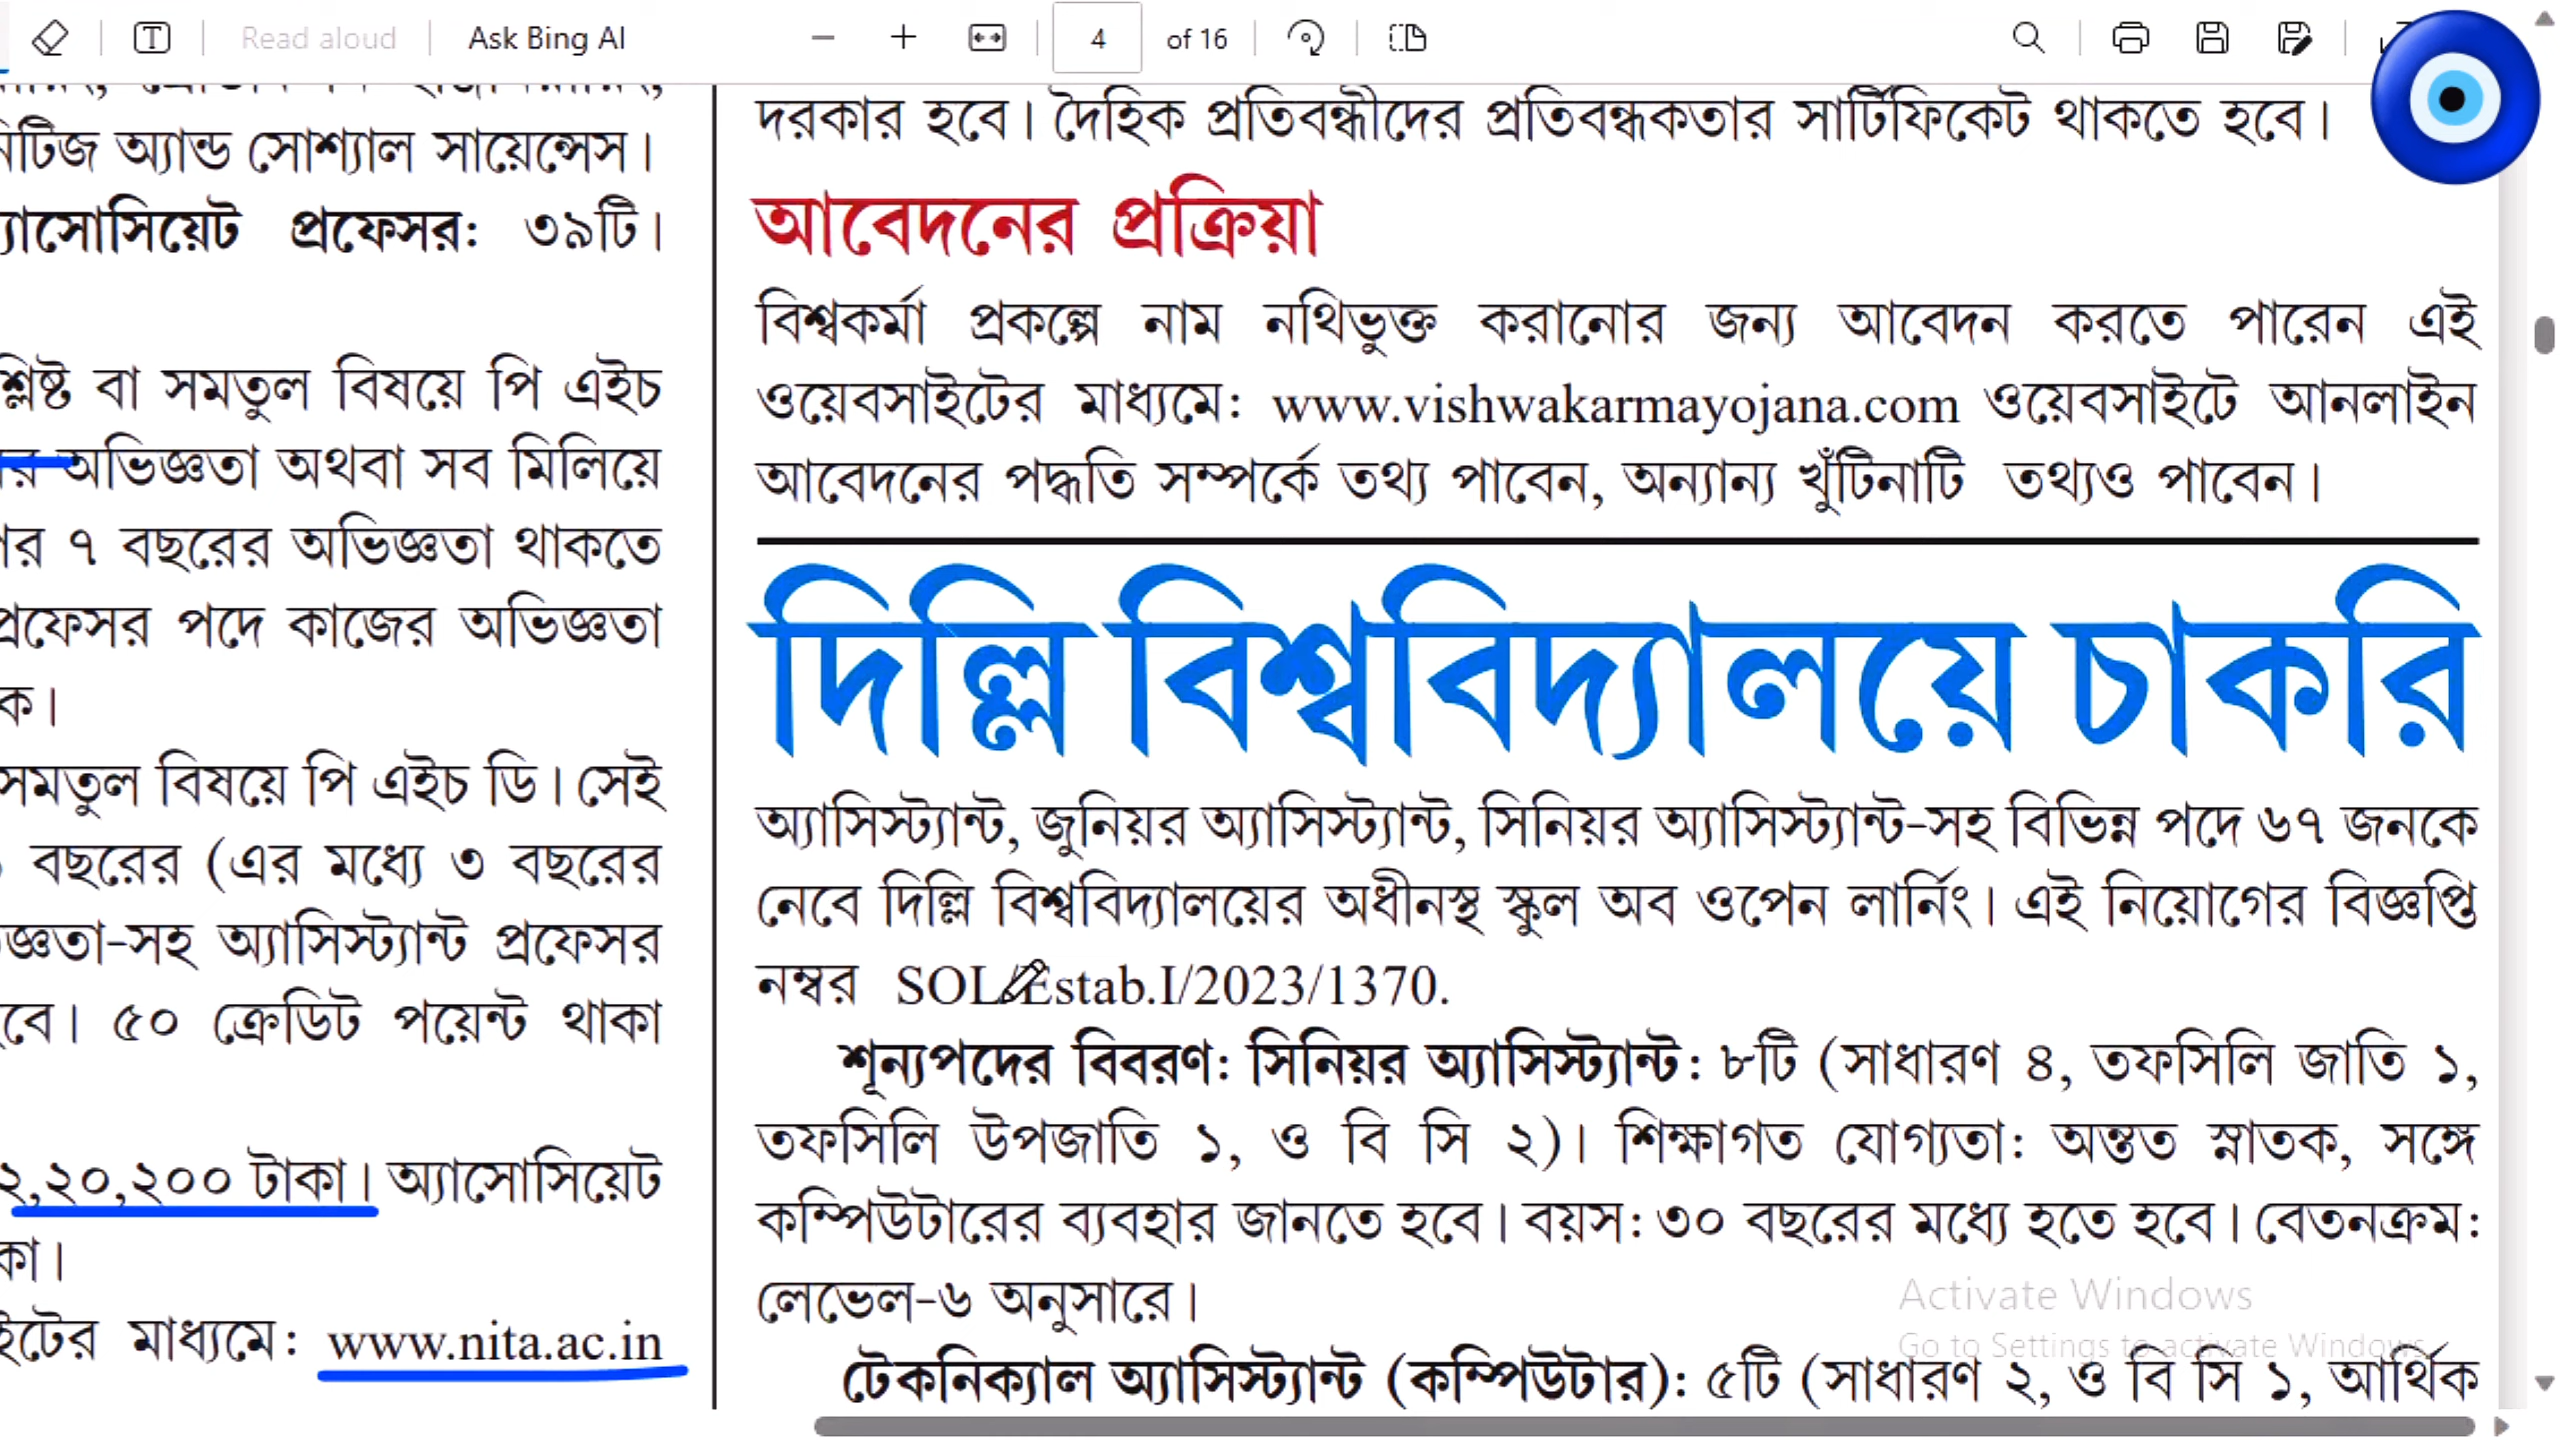 Read aloud
Ask Bing AI
4 of 16
অ্যান্ড সোশ্যাল সায়েন্সেস।
প্রফেসর: ৩৯টি।
বা সমতুল বিষয়ে পি এইচ
অভিজ্ঞতা অথবা সব মিলিয়ে
৭ বছরের অভিজ্ঞতা থাকতে
প্রফেসর পদে কাজের অভিজ্ঞতা
ক।
সমতুল বিষয়ে পি এইচ ডি। সেই
বছরের (এর মধ্যে ৩ বছরের
-সহ অ্যাসিস্ট্যান্ট প্রফেসর
৫০ ক্রেডিট পয়েন্ট থাকা
২,২০,২০০ টাকা। অ্যাসোসিয়েট
কা।
মাধ্যমে: www.nita.ac.in
দরকার হবে। দৈহিক প্রতিবন্ধীদের প্রতিবন্ধকতার সার্টিফিকেট থাকতে হবে।
আবেদনের প্রক্রিয়া
বিশ্বকর্মা প্রকল্পে নাম নথিভুক্ত করানোর জন্য আবেদন করতে পারেন এই
ওয়েবসাইটের মাধ্যমে: www.vishwakarmayojana.com ওয়েবসাইটে আনলাইন
আবেদনের পদ্ধতি সম্পর্কে তথ্য পাবেন, অন্যান্য খুঁটিনাটি তথ্যও পাবেন।
দিল্লি বিশ্ববিদ্যালয়ে চাকরি
অ্যাসিস্ট্যান্ট, জুনিয়র অ্যাসিস্ট্যান্ট, সিনিয়র অ্যাসিস্ট্যান্ট-সহ বিভিন্ন পদে ৬৭ জনকে
নেবে দিল্লি বিশ্ববিদ্যালয়ের অধীনস্থ স্কুল অব ওপেন লার্নিং। এই নিয়োগের বিজ্ঞপ্তি
নম্বর SOL/Estab.I/2023/1370.
শূন্যপদের বিবরণ: সিনিয়র অ্যাসিস্ট্যান্ট: ৮টি (সাধারণ ৪, তফসিলি জাতি ১,
তফসিলি উপজাতি ১, ও বি সি ২)। শিক্ষাগত যোগ্যতা: অন্তত স্নাতক, সঙ্গে
কম্পিউটারের ব্যবহার জানতে হবে। বয়স: ৩০ বছরের মধ্যে হতে হবে। বেতনক্রম:
লেভেল-৬ অনুসারে।
টেকনিক্যাল অ্যাসিস্ট্যান্ট (কম্পিউটার): ৫টি (সাধারণ ২, ও বি সি ১, আর্থিক
Activate Windows
Go to Settings to activate Windows.